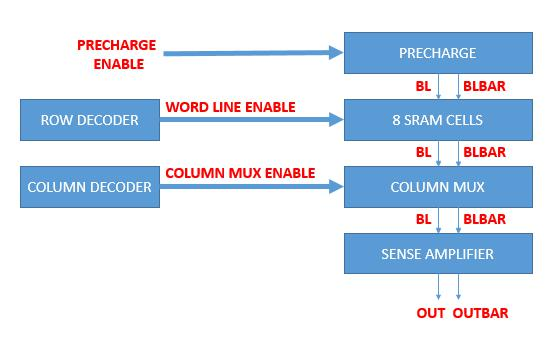 PRECHARGE
ENABLE
PRECHARGE
BL BLBAR
ROW DECODER
WORD LINE ENABLE
8 SRAM CELLS
BL BLBAR
COLUMN DECODER
COLUMN MUX ENABLE
COLUMN MUX
BL BLBAR
SENSE AMPLIFIER
OUT OUTBAR